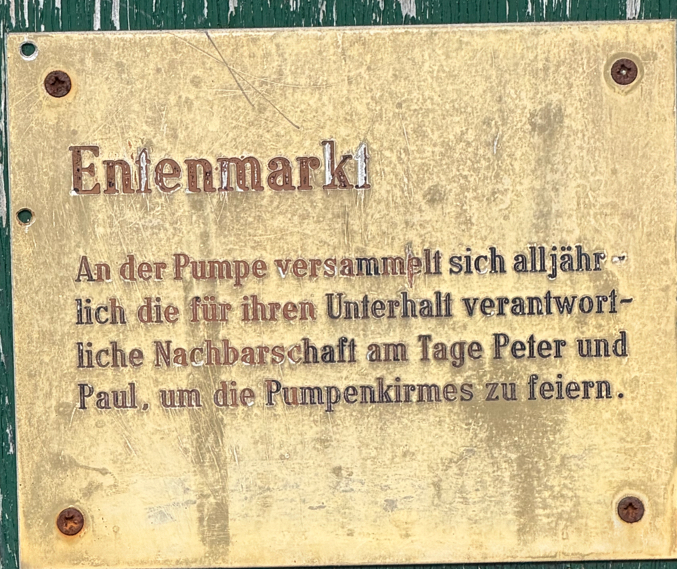 Entenmarkt
An der Pumpe versammelt sich alljähr-
lich die für ihren Unterhalt verantwort-
liche Nachbarschaft am Tage Peter und
Paul, um die Pumpenkirmes zu feiern.